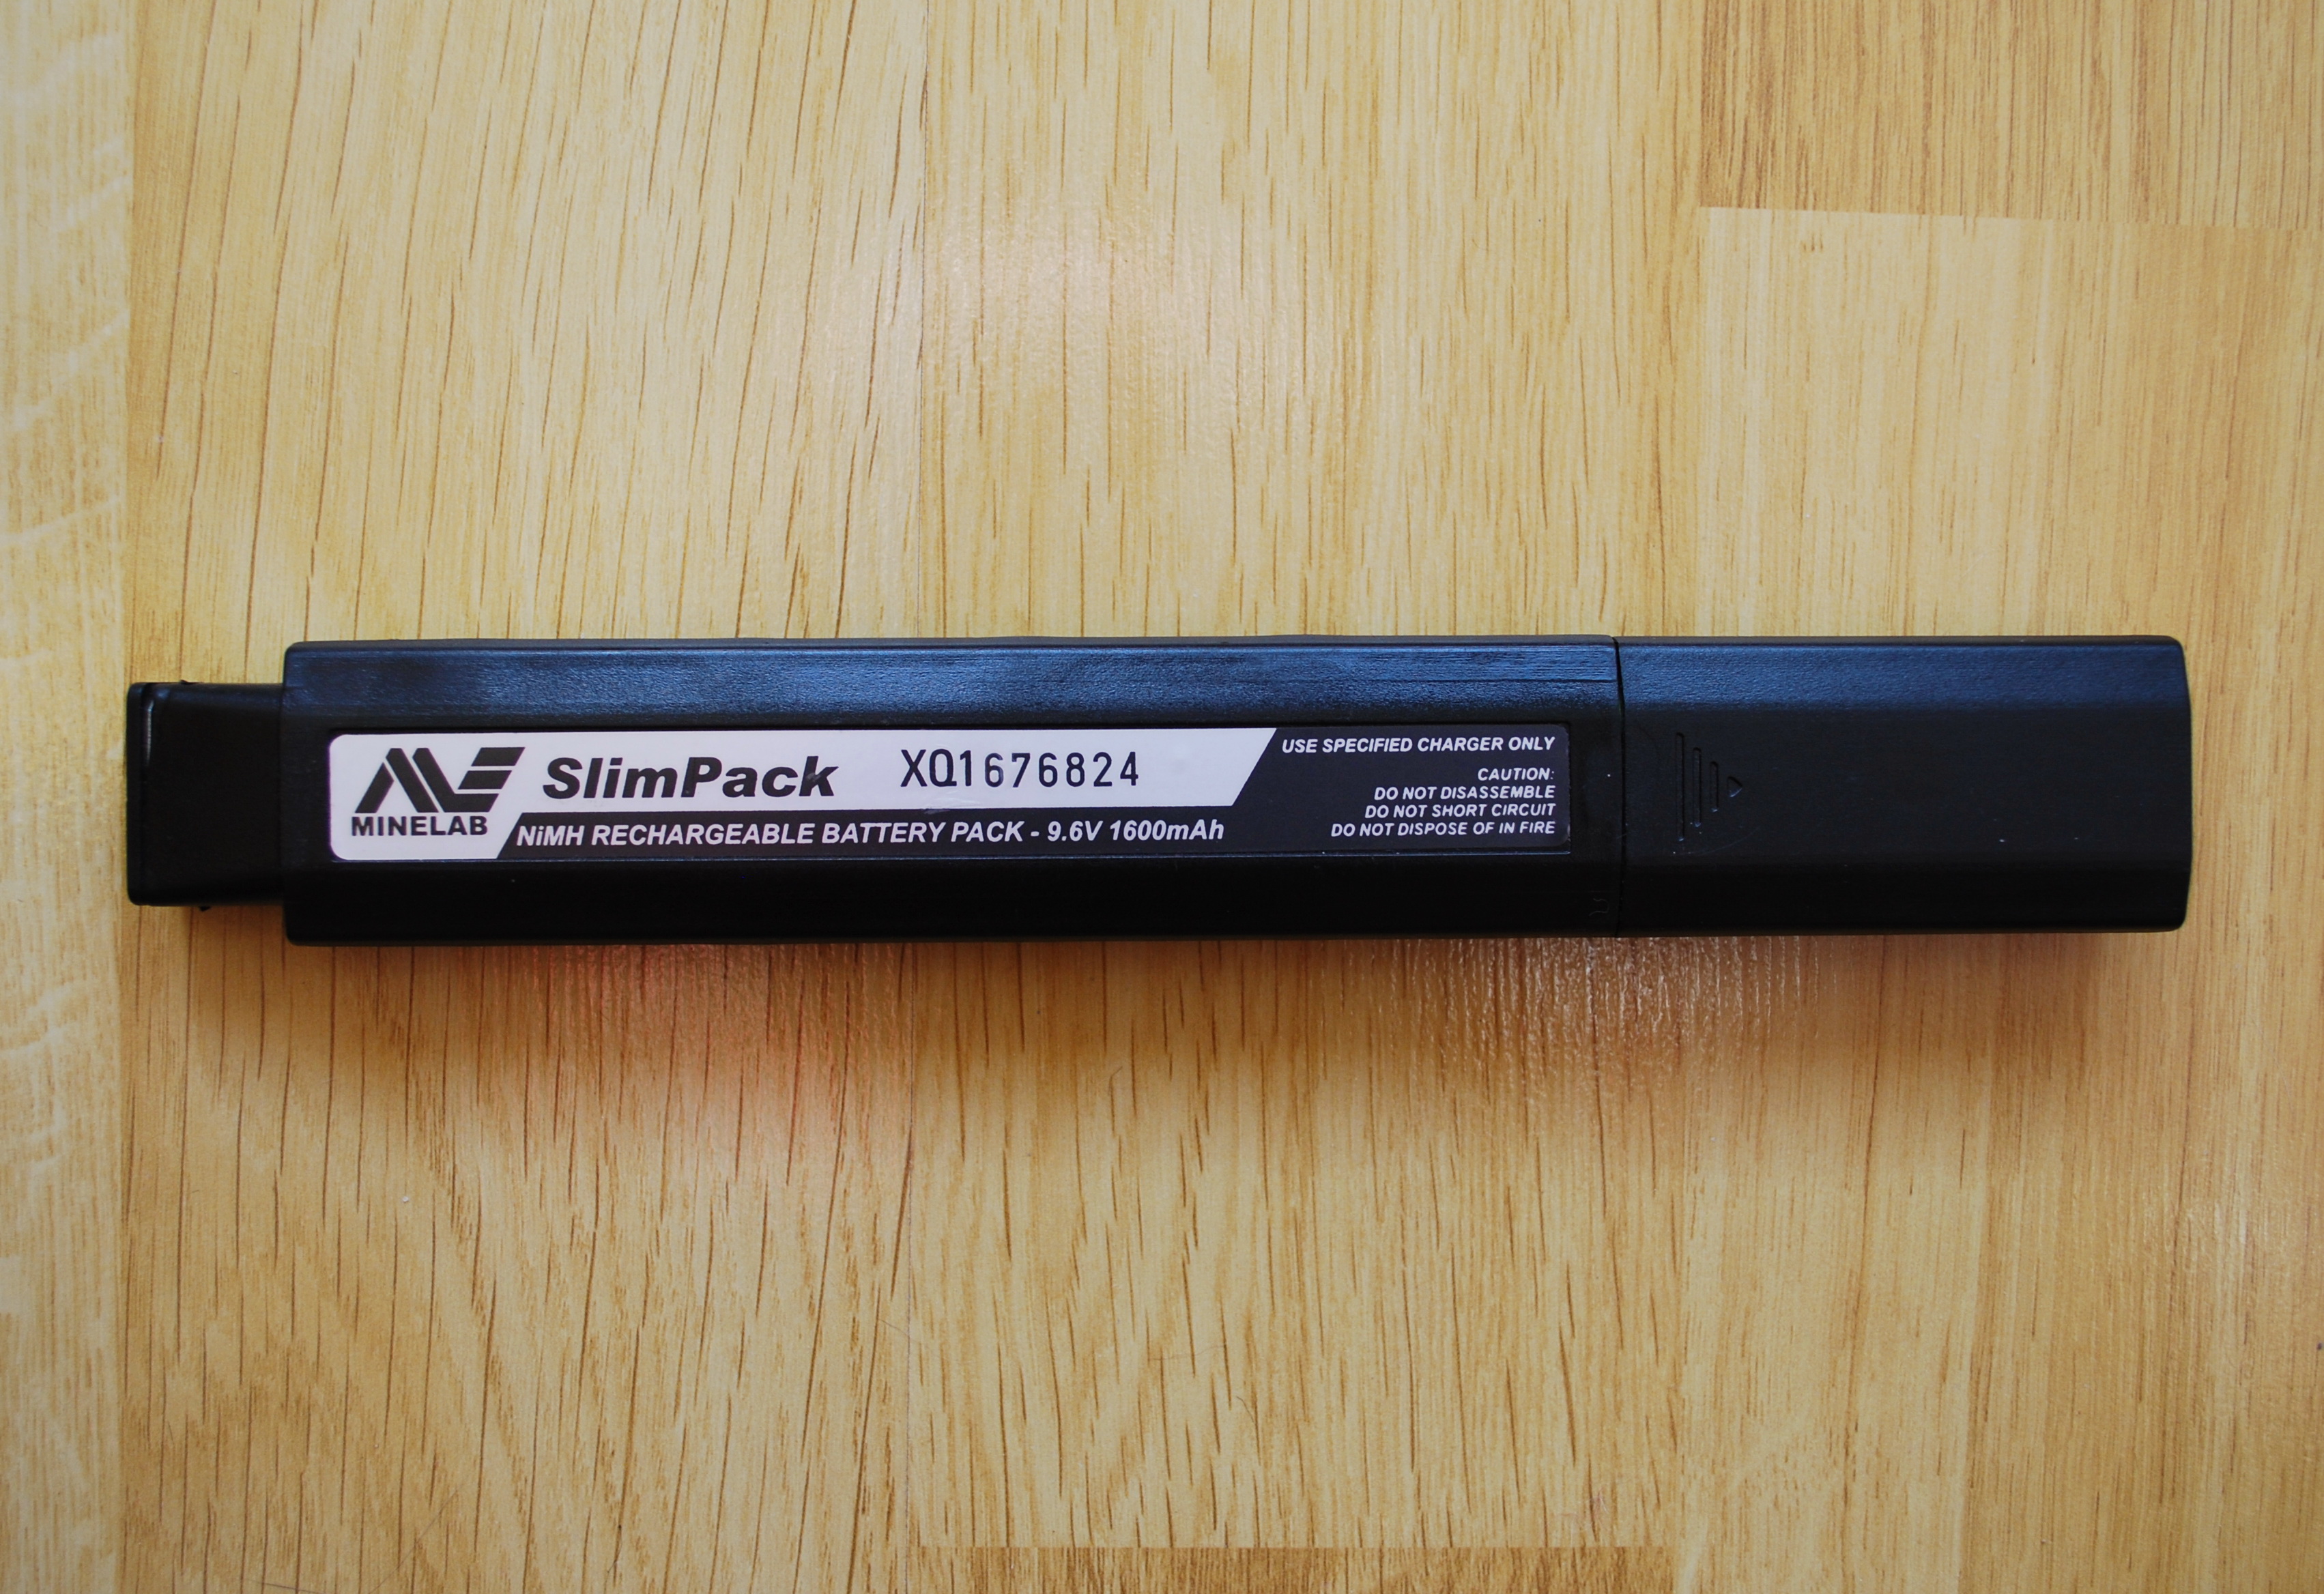 MINELAB
SlimPack XQ1676824
NiMH RECHARGEABLE BATTERY PACK - 9.6V 1600mAh
USE SPECIFIED CHARGER ONLY
CAUTION:
DO NOT DISASSEMBLE
DO NOT SHORT CIRCUIT
DO NOT DISPOSE OF IN FIRE